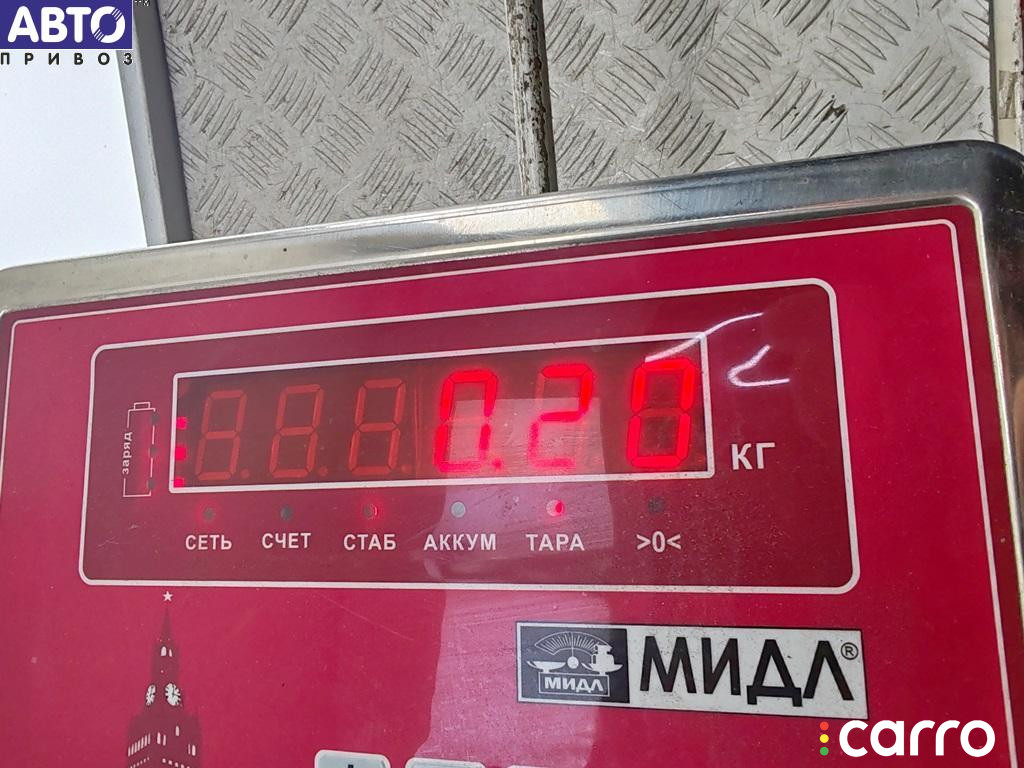 АВТО
ПРИВОЗ
заряд
0.20
КГ
СЕТЬ СЧЕТ СТАБ АККУМ ТАРА >0<
МИДЛ МИДЛ®
carro